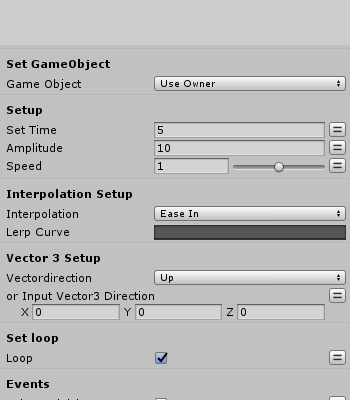 Set GameObject
Game Object Use Owner
Setup
Set Time 5
Amplitude 10
Speed 1
Interpolation Setup
Interpolation Ease In
Lerp Curve
Vector 3 Setup
Vectordirection Up
or Input Vector3 Direction
X 0 Y 0 Z 0
Set loop
Loop
Events